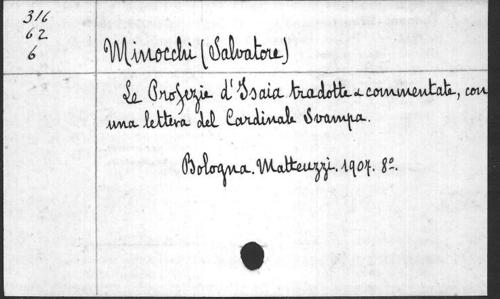 316
62
6
Minocchi (Salvatore)
Le Profezie d'Isaia tradotte e commentate, con
una lettera del Cardinale Svampa.
Bologna. Matteuzzi. 1907. 8º.